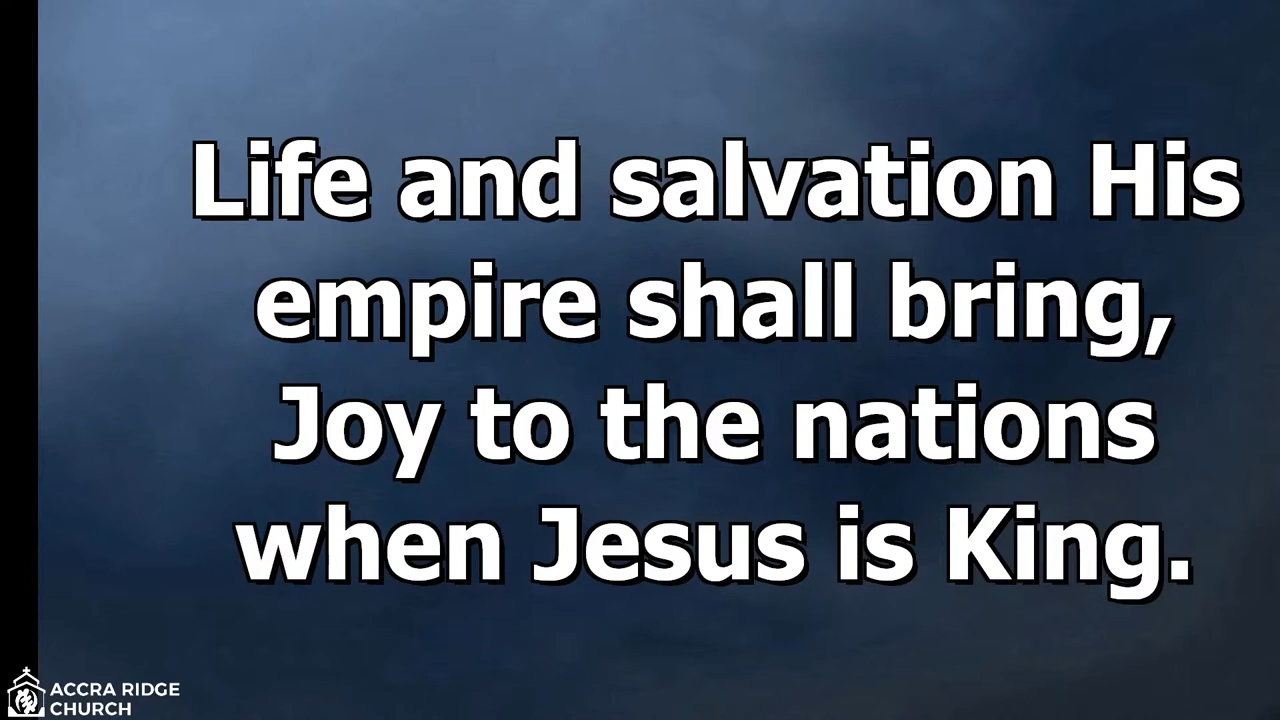 Life and salvation His
empire shall bring,
Joy to the nations
when Jesus is King.
ACCRA RIDGE
CHURCH